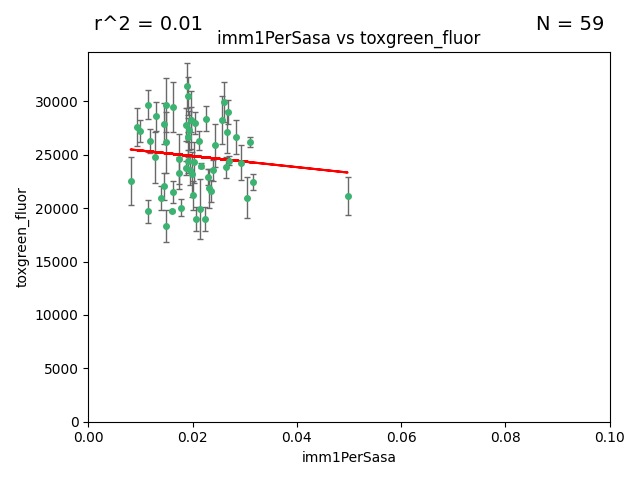 r^2 = 0.01
N = 59
imm1PerSasa vs toxgreen_fluor
toxgreen_fluor
30000
25000
20000
15000
10000
5000
0
0.00
0.02
0.04
0.06
0.08
0.10
imm1PerSasa